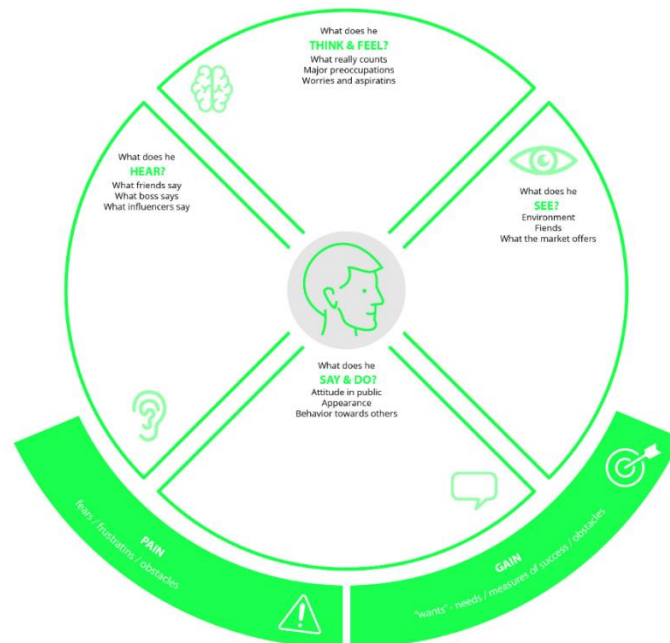 What does he
THINK & FEEL?
What really counts
Major preoccupations
Worries and aspiratins
What does he
HEAR?
What friends say
What boss says
What influencers say
What does he
SEE?
Environment
Fiends
What the market offers
What does he
SAY & DO?
Attitude in public
Appearance
Behavior towards others
PAIN
fears / frustratins / obstacles
GAIN
"wants" - needs / measures of success / obstacles